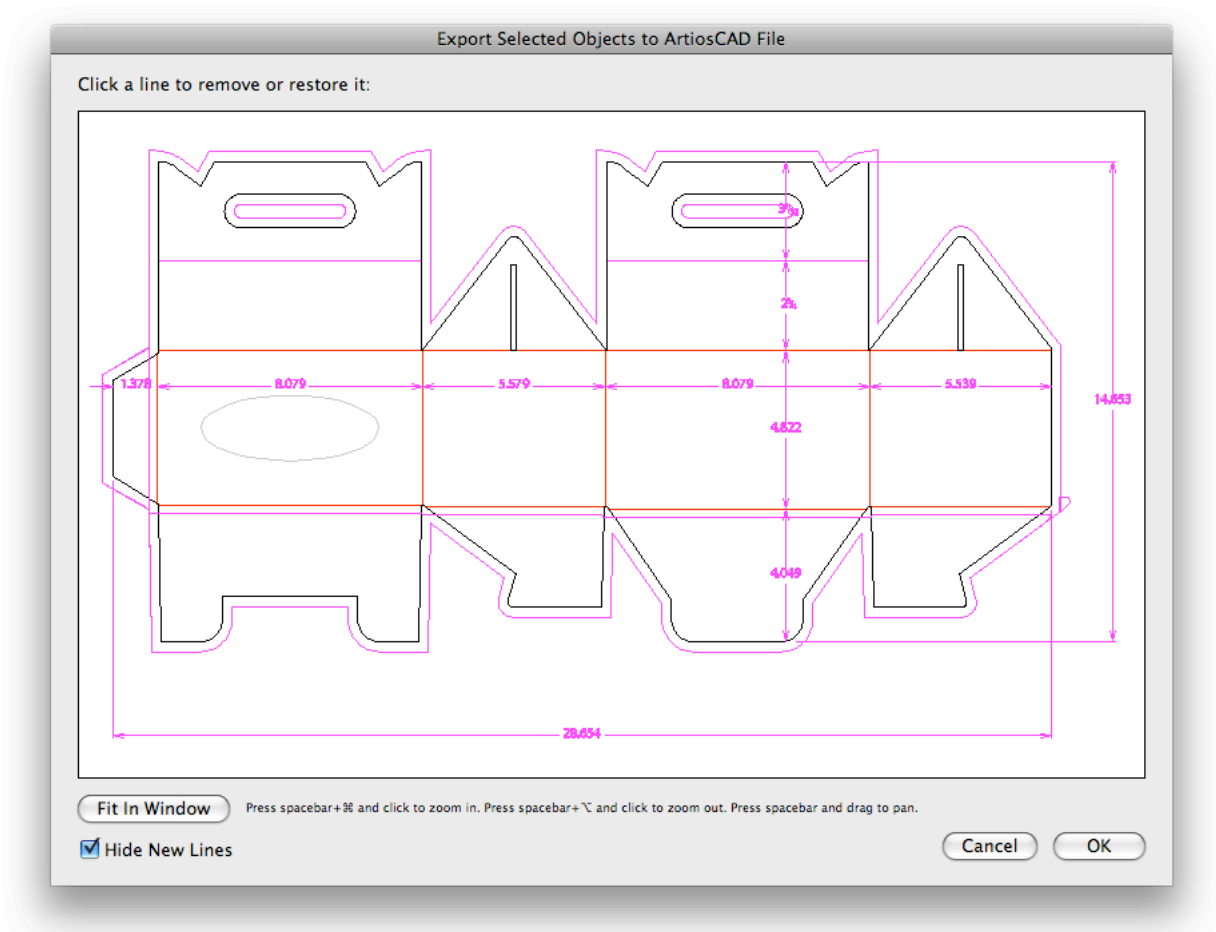 Export Selected Objects to ArtiosCAD File
Click a line to remove or restore it:
1.378 8.079 5.579 8.079 5.539
14.653
4.822
4.049
28.654
Fit In Window Press spacebar+⌘ and click to zoom in. Press spacebar+⌥ and click to zoom out. Press spacebar and drag to pan.
Hide New Lines
Cancel OK